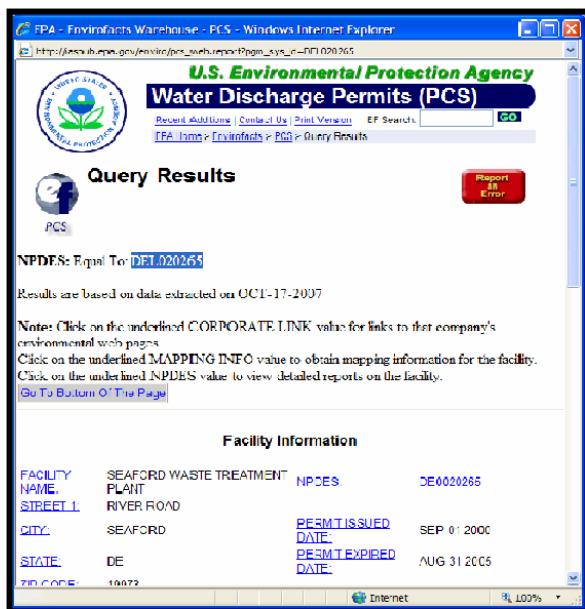 EPA - Envirofacts Warehouse - PCS - Windows Internet Explorer
U.S. Environmental Protection Agency
Water Discharge Permits (PCS)
Recent Additions | Contact Us | Print Version EF Search: GO
EPA Home > Envirofacts > PCS > Query Results
Query Results
Report an Error
PCS
NPDES: Equal To: DEL020265
Results are based on data extracted on OCT-17-2007
Note: Click on the underlined CORPORATE LINK value for links to that company's
environmental web pages
Click on the underlined MAPPING INFO value to obtain mapping information for the facility.
Click on the underlined NPDES value to view detailed reports on the facility.
Go To Bottom Of The Page
Facility Information
FACILITY NAME: SEAFORD WASTE TREATMENT PLANT NPDES: DE0020265
STREET 1: RIVER ROAD
CITY: SEAFORD PERMIT ISSUED DATE: SEP 01 2000
STATE: DE PERMIT EXPIRED DATE: AUG 31 2005
ZIP CODE: 19973
Internet 100%